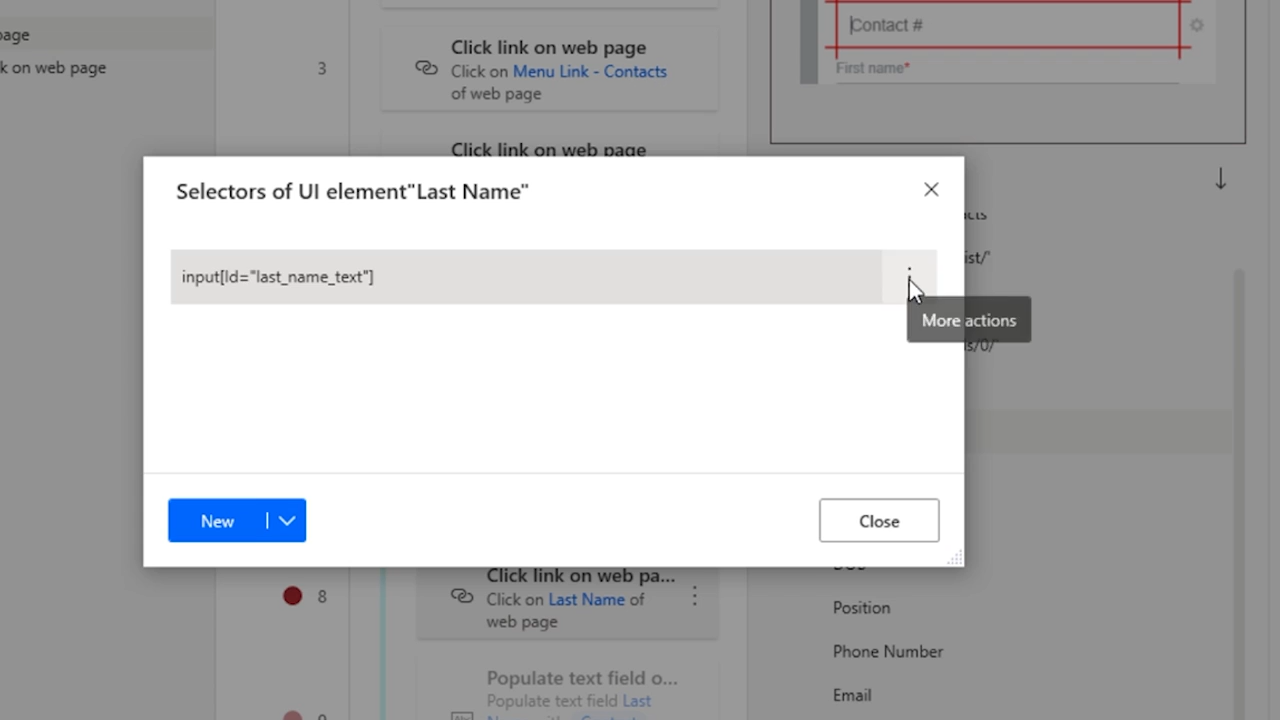 page
k on web page
3
Click link on web page
Click on Menu Link - Contacts
of web page
Click link on web page
Contact #
First name*
Selectors of UI element"Last Name"
input[Id="last_name_text"]
More actions
ist/"
s/0/"
New
Close
8
Click link on web pa...
Click on Last Name of
web page
Populate text field o...
Populate text field Last
Position
Phone Number
Email